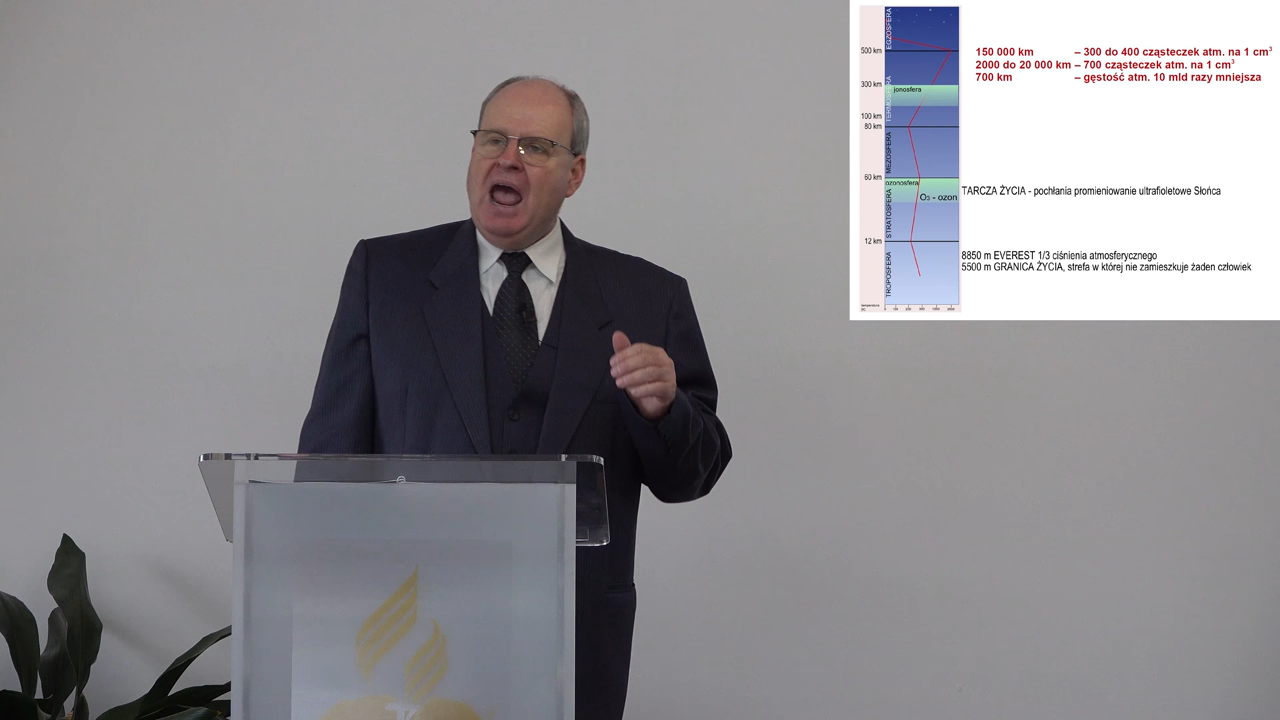 EGZOSFERA
500 km
150 000 km – 300 do 400 cząsteczek atm. na 1 cm³
2000 do 20 000 km – 700 cząsteczek atm. na 1 cm³
700 km – gęstość atm. 10 mld razy mniejsza
300 km
jonosfera
TERMOSFERA
100 km
80 km
MEZOSFERA
60 km
ozonosfera
O₃ - ozon
TARCZA ŻYCIA - pochłania promieniowanie ultrafioletowe Słońca
STRATOSFERA
12 km
8850 m EVEREST 1/3 ciśnienia atmosferycznego
5500 m GRANICA ŻYCIA, strefa w której nie zamieszkuje żaden człowiek
TROPOSFERA